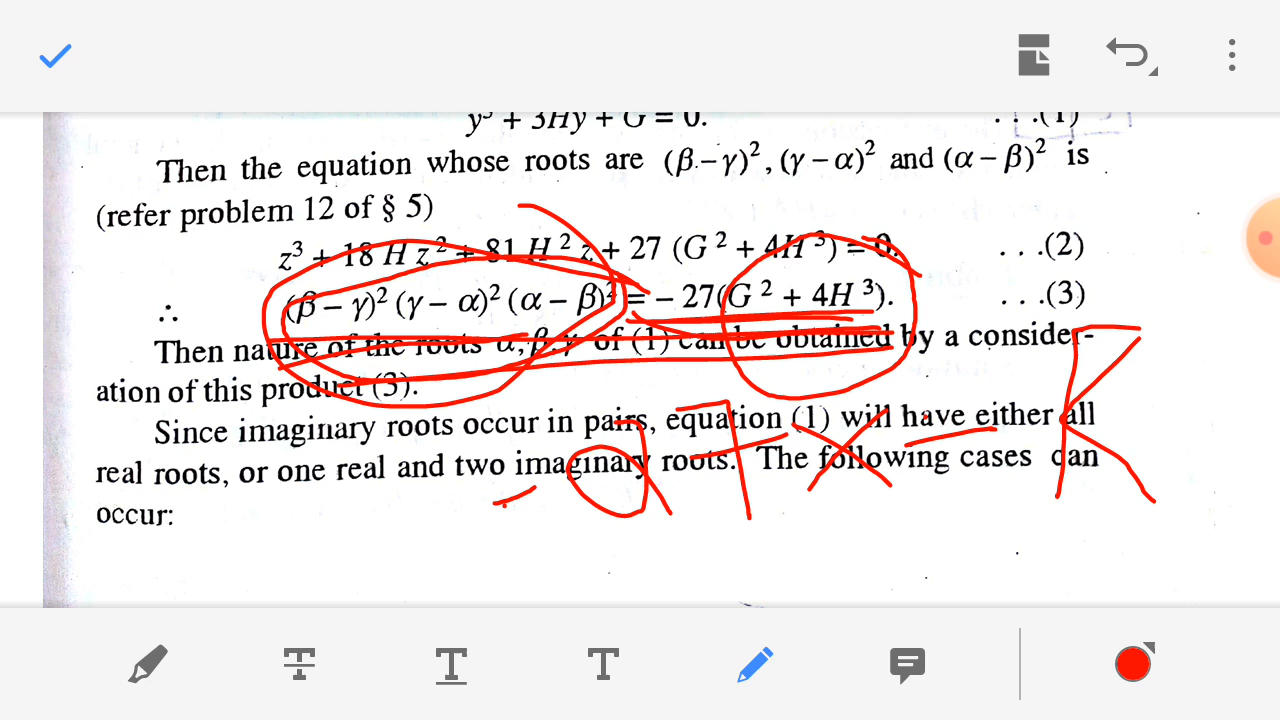 y³ + 3Hy + G = 0. . . .(1)
Then the equation whose roots are (β – γ)², (γ – α)² and (α – β)² is
(refer problem 12 of § 5)
z³ + 18 H z² + 81 H² z + 27 (G² + 4H³) = 0. . . .(2)
∴ (β – γ)² (γ – α)² (α – β)² = – 27(G² + 4H³). . . .(3)
Then nature of the roots α, β, γ of (1) can be obtained by a consider-
ation of this product (3).
Since imaginary roots occur in pairs, equation (1) will have either all
real roots, or one real and two imaginary roots. The following cases can
occur: